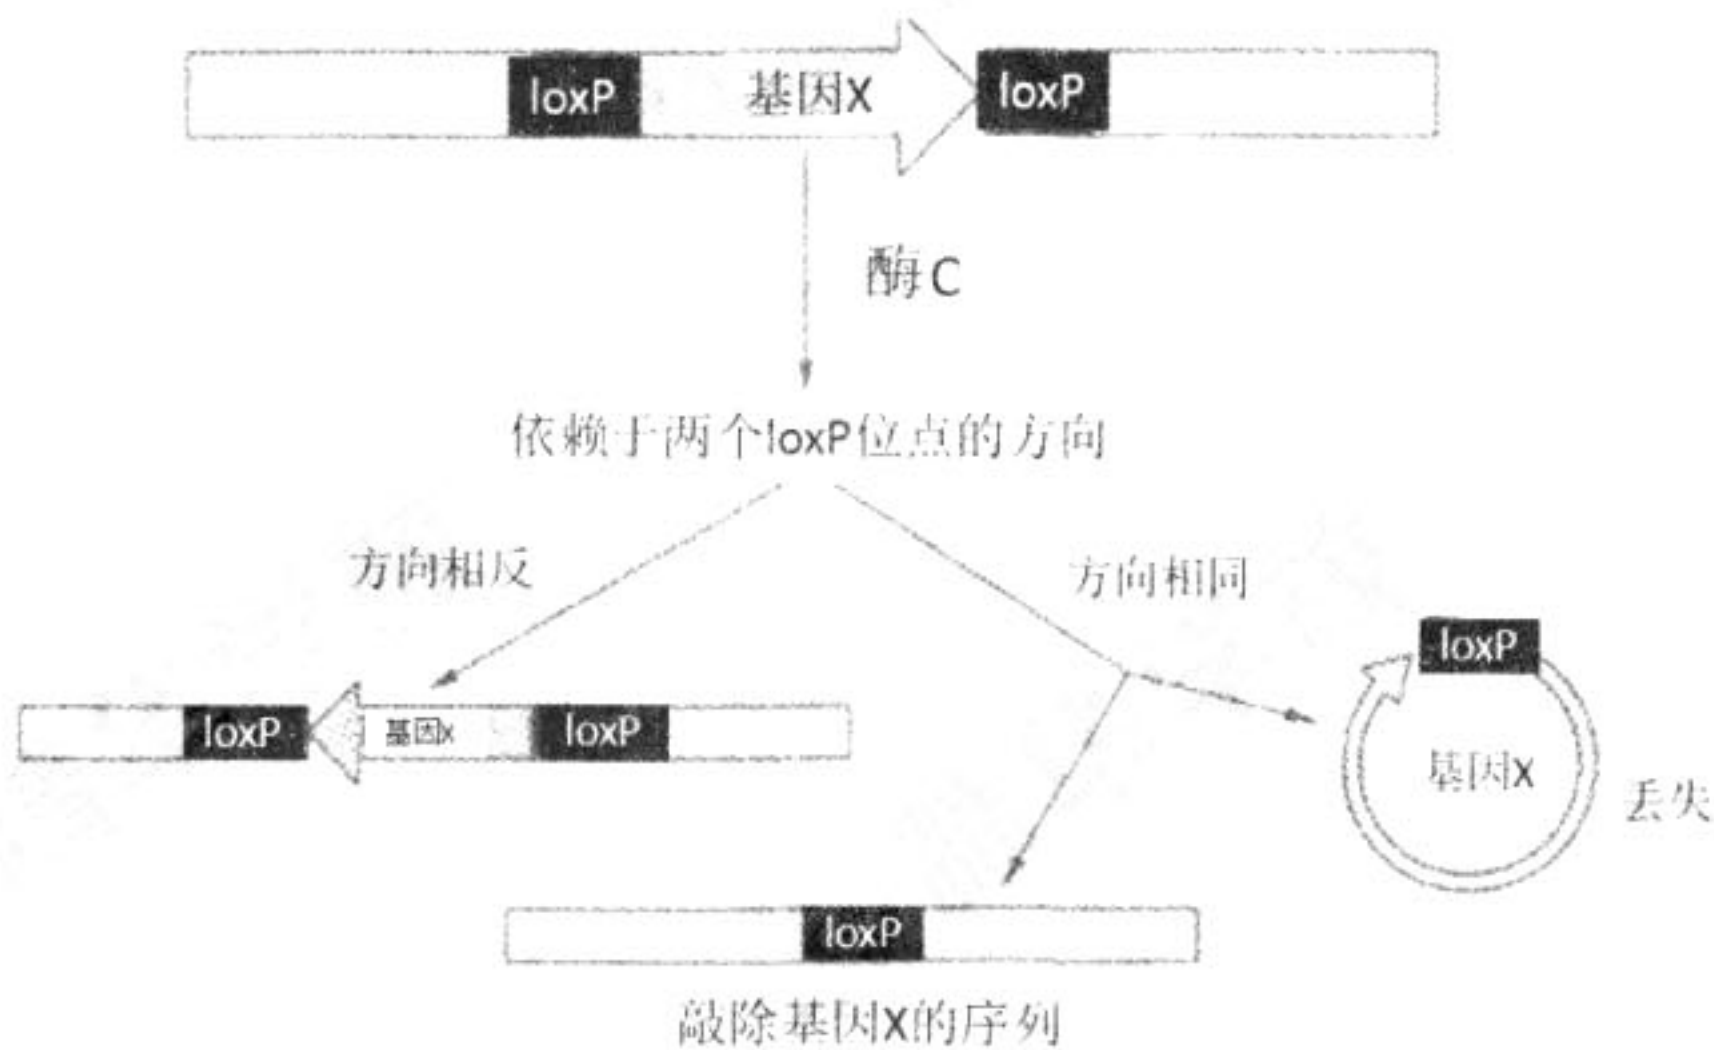 loxP 基因X loxP
酶C
依赖于两个loxP位点的方向
方向相反
方向相同
loxP
loxP 基因X loxP
基因X
丢失
loxP
敲除基因X的序列